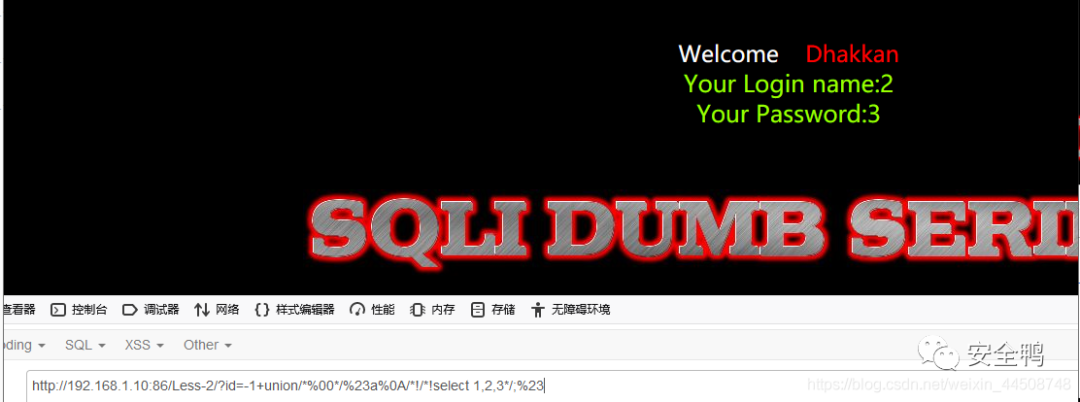 Welcome Dhakkan
Your Login name:2
Your Password:3
SQLI DUMB SERI
查看器 控制台 调试器 网络 {} 样式编辑器 性能 内存 存储 无障碍环境
oding SQL XSS Other
安全鸭
http://192.168.1.10:86/Less-2/?id=-1+union/*%00*/%23a%0A/*!/*!select 1,2,3*/;%23
https://blog.csdn.net/weixin_44508748